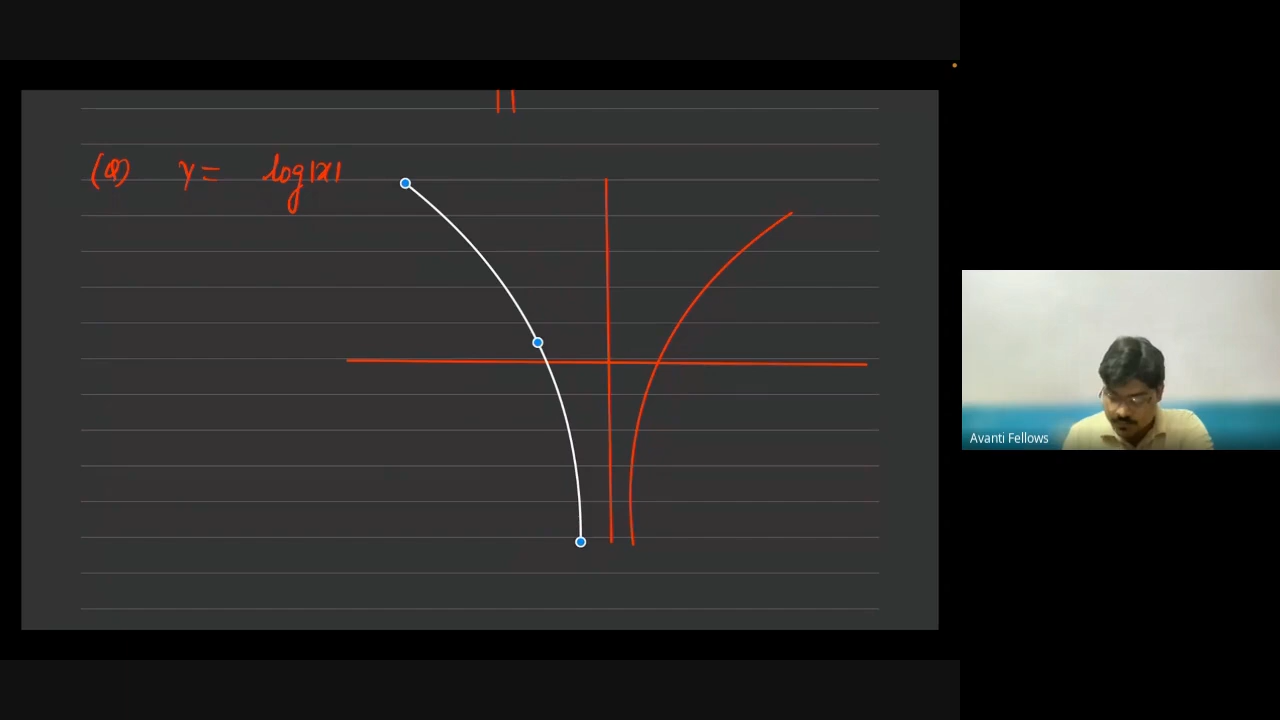 (Q) y = log|x|
Avanti Fellows